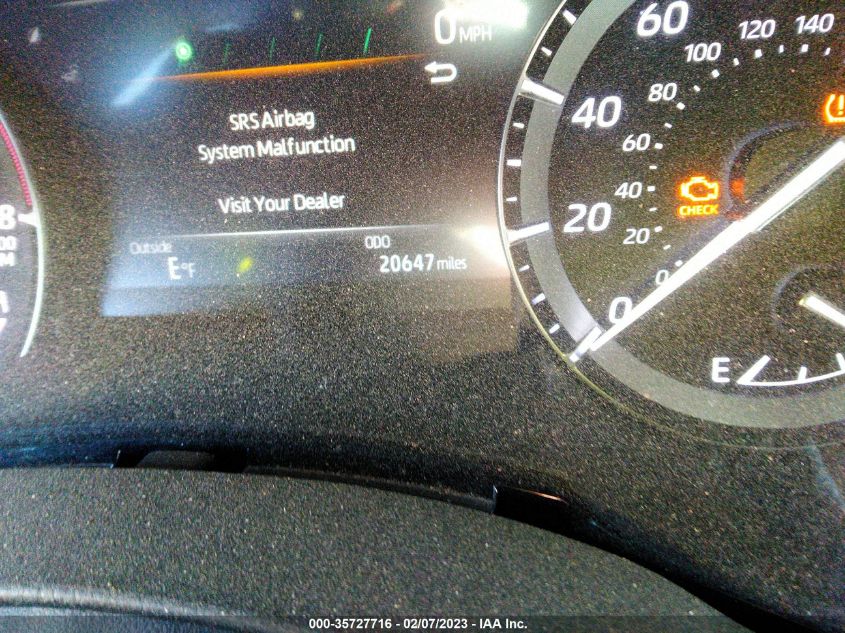 0 MPH
SRS Airbag
System Malfunction
Visit Your Dealer
Outside
E °F
ODO
20647 miles
8
60
40
20
0
140
120
100
80
60
40
20
0
CHECK
E
000-35727716 - 02/07/2023 - IAA Inc.